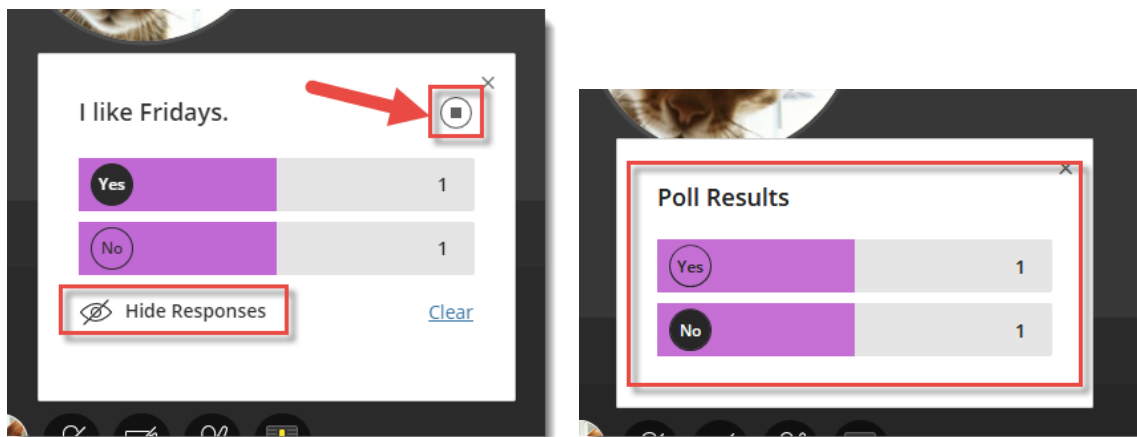 I like Fridays.
Yes 1
No 1
Hide Responses Clear
Poll Results
Yes 1
No 1